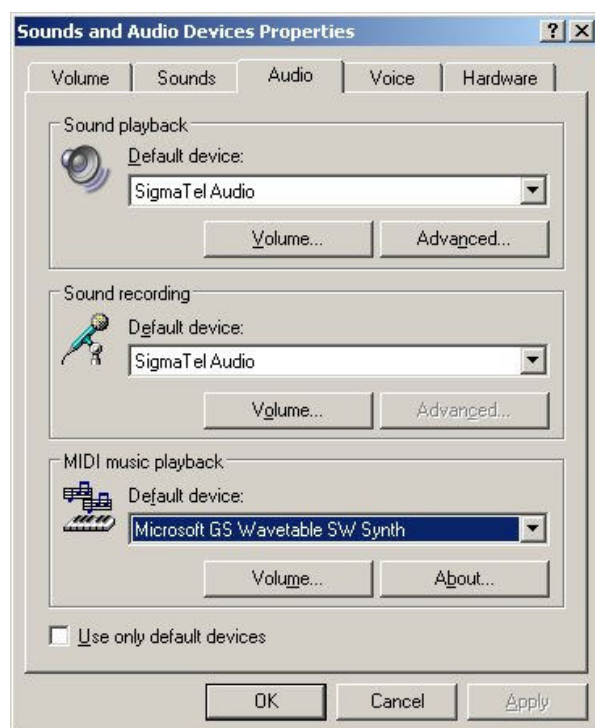 Sounds and Audio Devices Properties
Volume Sounds Audio Voice Hardware
Sound playback
Default device:
SigmaTel Audio
Volume... Advanced...
Sound recording
Default device:
SigmaTel Audio
Volume... Advanced...
MIDI music playback
Default device:
Microsoft GS Wavetable SW Synth
Volume... About...
Use only default devices
OK Cancel Apply